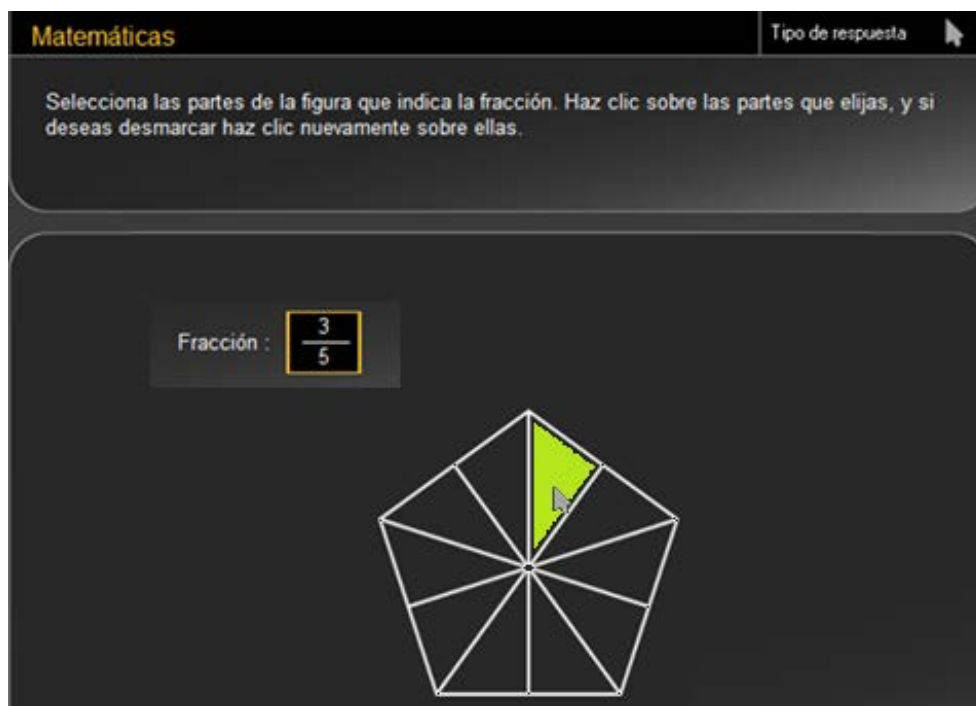 Matemáticas
Tipo de respuesta
Selecciona las partes de la figura que indica la fracción. Haz clic sobre las partes que elijas, y si
deseas desmarcar haz clic nuevamente sobre ellas.
Fracción : 3/5